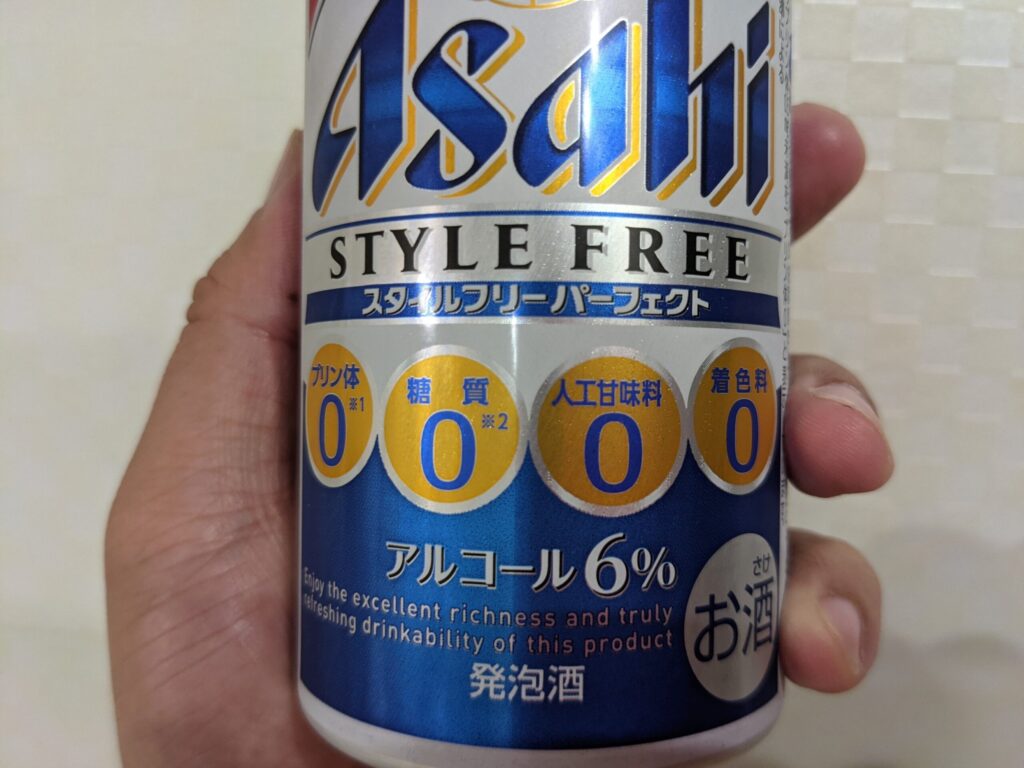 Asahi
STYLE FREE
スタイルフリー パーフェクト
プリン体
0※1
糖質
0※2
人工甘味料
0
着色料
0
アルコール6%
Enjoy the excellent richness and truly
refreshing drinkability of this product
さけ
お酒
発泡酒